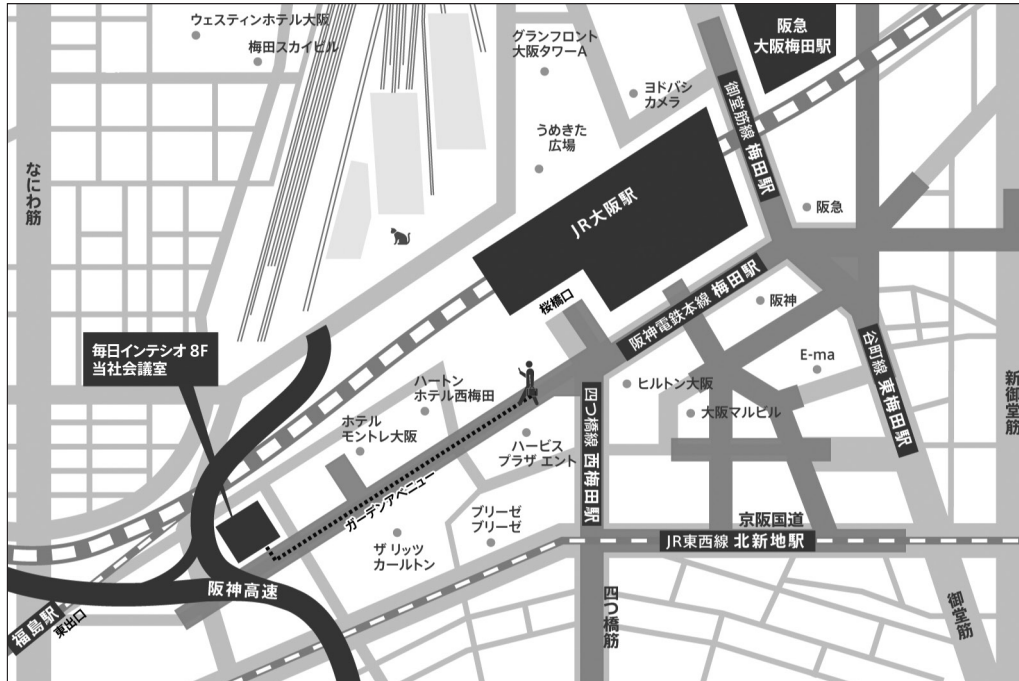 ウェスティンホテル大阪
梅田スカイビル
グランフロント
大阪タワーA
ヨドバシ
カメラ
阪急
大阪梅田駅
うめきた
広場
御堂筋線 梅田駅
なにわ筋
JR大阪駅
阪急
桜橋口
阪神電鉄本線 梅田駅
阪神
毎日インテシオ 8F
当社会議室
E-ma
谷町線 東梅田駅
新御堂筋
ハートン
ホテル西梅田
ヒルトン大阪
大阪マルビル
ホテル
モントレ大阪
四つ橋線 西梅田駅
ハービス
プラザ エント
ガーデンアベニュー
ブリーゼ
ブリーゼ
ザ リッツ
カールトン
京阪国道
JR東西線 北新地駅
阪神高速
福島駅
東出口
四つ橋筋
御堂筋